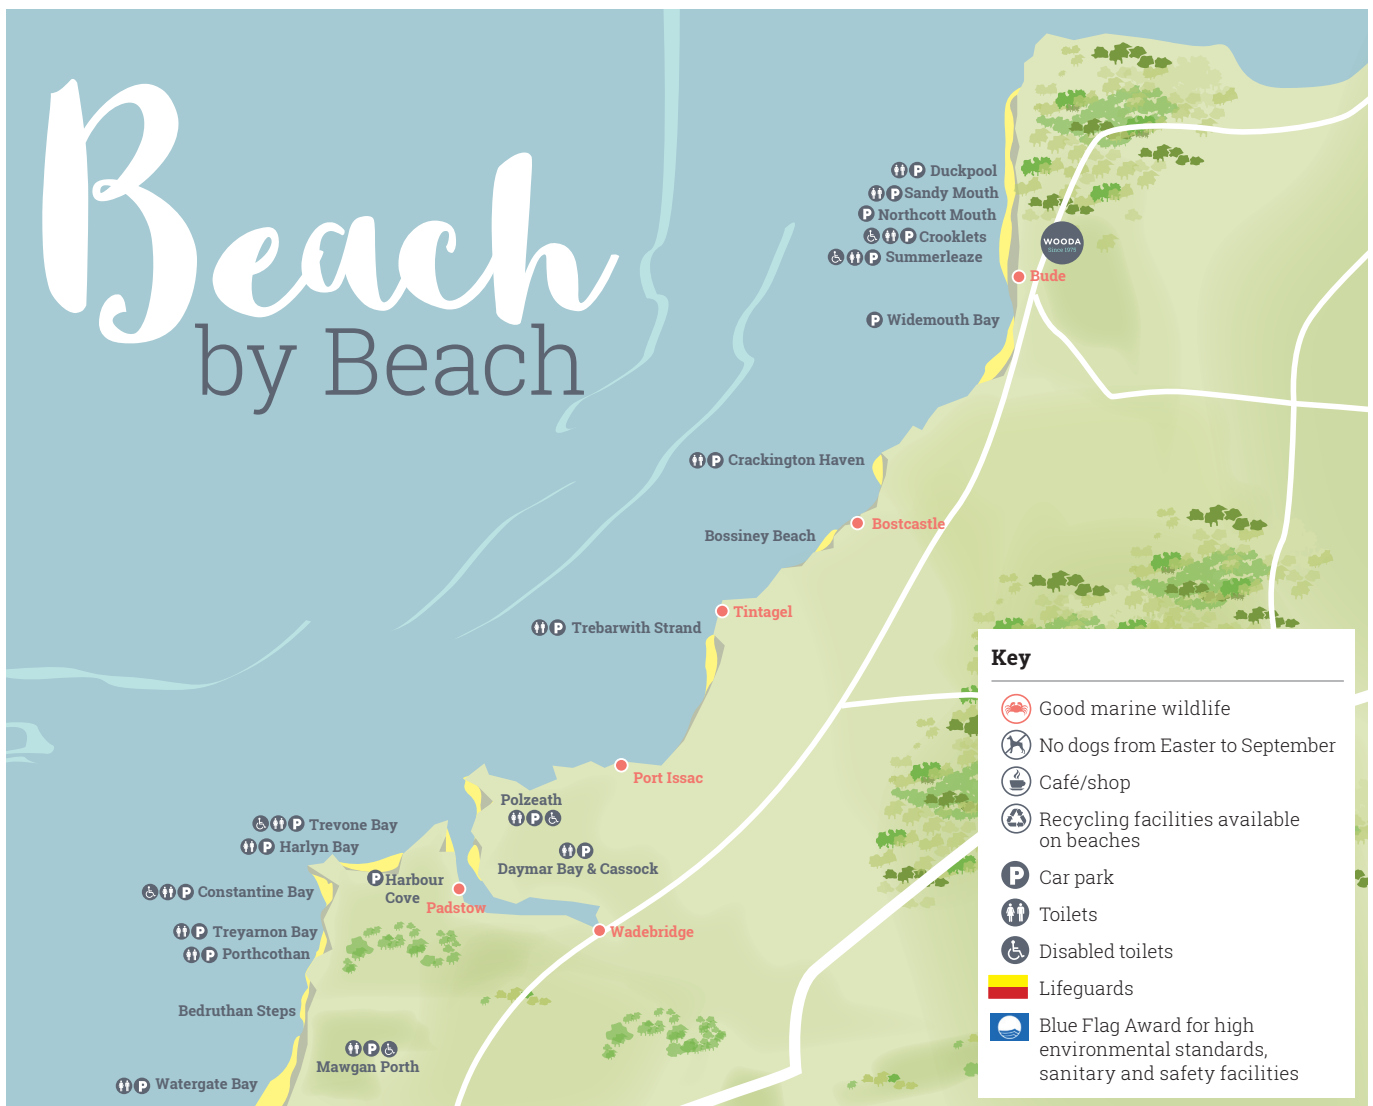 Beach
by Beach
Duckpool
Sandy Mouth
Northcott Mouth
Crooklets
Summerleaze
WOODA
Since 1975
Bude
Widemouth Bay
Crackington Haven
Bostcastle
Bossiney Beach
Tintagel
Trebarwith Strand
Port Issac
Polzeath
Daymar Bay & Cassock
Trevone Bay
Harlyn Bay
Harbour
Cove
Padstow
Constantine Bay
Wadebridge
Treyarnon Bay
Porthcothan
Bedruthan Steps
Mawgan Porth
Watergate Bay
Key
Good marine wildlife
No dogs from Easter to September
Café/shop
Recycling facilities available
on beaches
P Car park
Toilets
Disabled toilets
Lifeguards
Blue Flag Award for high
environmental standards,
sanitary and safety facilities